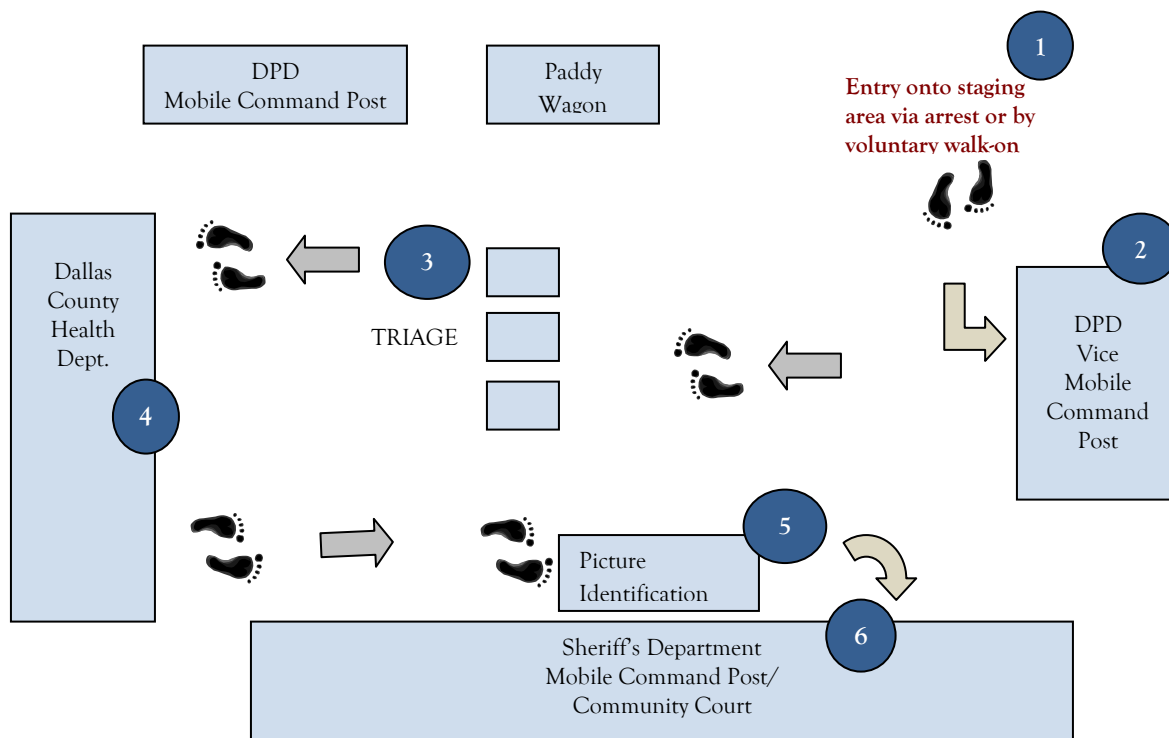 DPD
Mobile Command Post
Paddy
Wagon
1
Entry onto staging
area via arrest or by
voluntary walk-on
2
DPD
Vice
Mobile
Command
Post
3
TRIAGE
Dallas
County
Health
Dept.
4
5
Picture
Identification
6
Sheriff's Department
Mobile Command Post/
Community Court